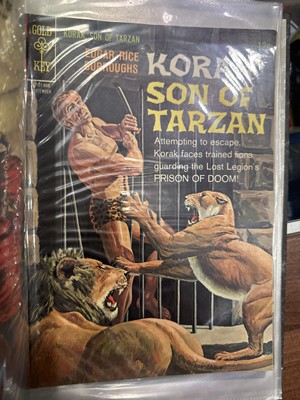 GOLD
KEY
KORAK, SON OF TARZAN
EDGAR RICE
BURROUGHS
KORAK
SON OF
TARZAN
Attempting to escape,
Korak faces trained lions
guarding the Lost Legion's
PRISON OF DOOM!